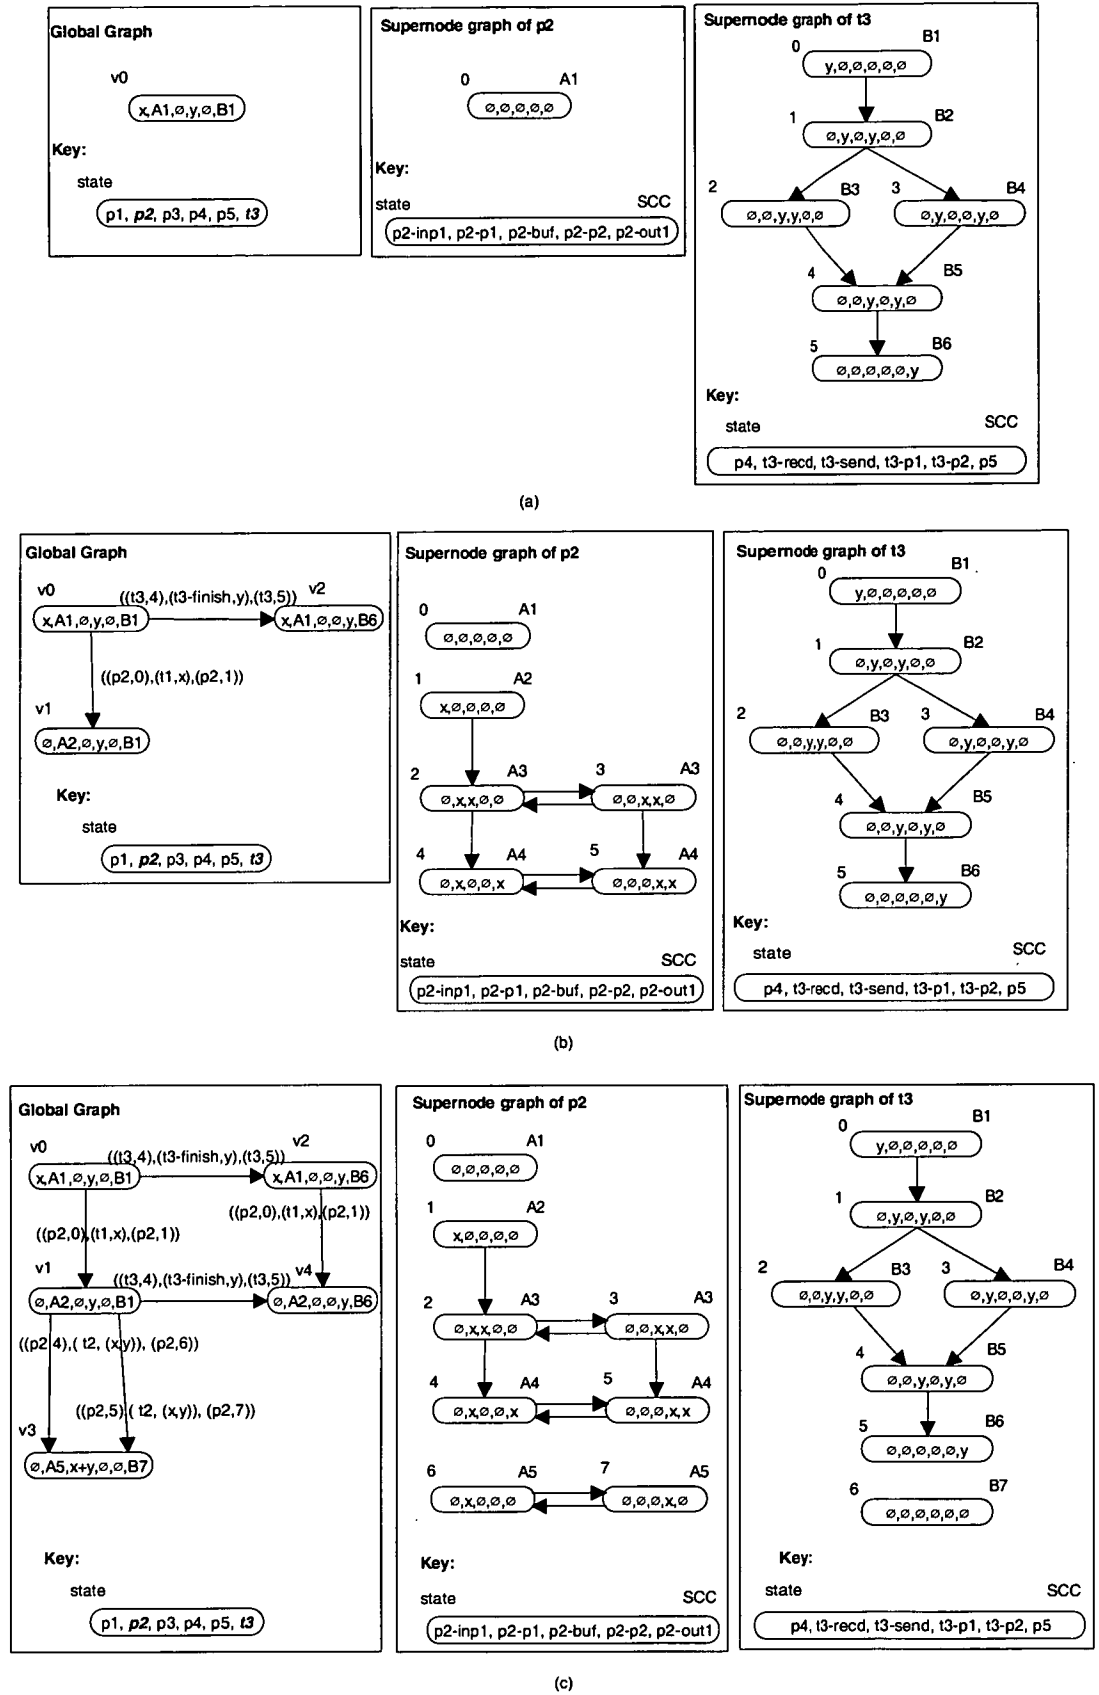 Global Graph
v0
x,A1,∅,y,∅,B1
Key:
state
p1, p2, p3, p4, p5, t3
Supernode graph of p2
0 A1
∅,∅,∅,∅,∅
Key:
state SCC
p2-inp1, p2-p1, p2-buf, p2-p2, p2-out1
Supernode graph of t3
0 B1
y,∅,∅,∅,∅,∅
1 B2
∅,y,∅,y,∅,∅
2 B3 3 B4
∅,∅,y,y,∅,∅ ∅,y,∅,∅,y,∅
4 B5
∅,∅,y,∅,y,∅
5 B6
∅,∅,∅,∅,∅,y
Key:
state SCC
p4, t3-recd, t3-send, t3-p1, t3-p2, p5
(a)
Global Graph
v0 ((t3,4),(t3-finish,y),(t3,5)) v2
x,A1,∅,y,∅,B1 x,A1,∅,∅,y,B6
((p2,0),(t1,x),(p2,1))
v1
∅,A2,∅,y,∅,B1
Key:
state
p1, p2, p3, p4, p5, t3
Supernode graph of p2
0 A1
∅,∅,∅,∅,∅
1 A2
x,∅,∅,∅,∅
2 A3 3 A3
∅,x,x,∅,∅ ∅,∅,x,x,∅
4 A4 5 A4
∅,x,∅,∅,x ∅,∅,∅,x,x
Key:
state SCC
p2-inp1, p2-p1, p2-buf, p2-p2, p2-out1
Supernode graph of t3
0 B1
y,∅,∅,∅,∅,∅
1 B2
∅,y,∅,y,∅,∅
2 B3 3 B4
∅,∅,y,y,∅,∅ ∅,y,∅,∅,y,∅
4 B5
∅,∅,y,∅,y,∅
5 B6
∅,∅,∅,∅,∅,y
Key:
state SCC
p4, t3-recd, t3-send, t3-p1, t3-p2, p5
(b)
Global Graph
v0 ((t3,4),(t3-finish,y),(t3,5)) v2
x,A1,∅,y,∅,B1 x,A1,∅,∅,y,B6
((p2,0),(t1,x),(p2,1))
((p2,0),(t1,x),(p2,1))
v1 ((t3,4),(t3-finish,y),(t3,5)) v4
∅,A2,∅,y,∅,B1 ∅,A2,∅,∅,y,B6
((p2,4),( t2, (x,y)), (p2,6))
((p2,5),( t2, (x,y)), (p2,7))
v3
∅,A5,x+y,∅,∅,B7
Key:
state
p1, p2, p3, p4, p5, t3
Supernode graph of p2
0 A1
∅,∅,∅,∅,∅
1 A2
x,∅,∅,∅,∅
2 A3 3 A3
∅,x,x,∅,∅ ∅,∅,x,x,∅
4 A4 5 A4
∅,x,∅,∅,x ∅,∅,∅,x,x
6 A5 7 A5
∅,x,∅,∅,∅ ∅,∅,∅,x,∅
Key:
state SCC
p2-inp1, p2-p1, p2-buf, p2-p2, p2-out1
Supernode graph of t3
0 B1
y,∅,∅,∅,∅,∅
1 B2
∅,y,∅,y,∅,∅
2 B3 3 B4
∅,∅,y,y,∅,∅ ∅,y,∅,∅,y,∅
4 B5
∅,∅,y,∅,y,∅
5 B6
∅,∅,∅,∅,∅,y
6 B7
∅,∅,∅,∅,∅,∅
Key:
state SCC
p4, t3-recd, t3-send, t3-p1, t3-p2, p5
(c)